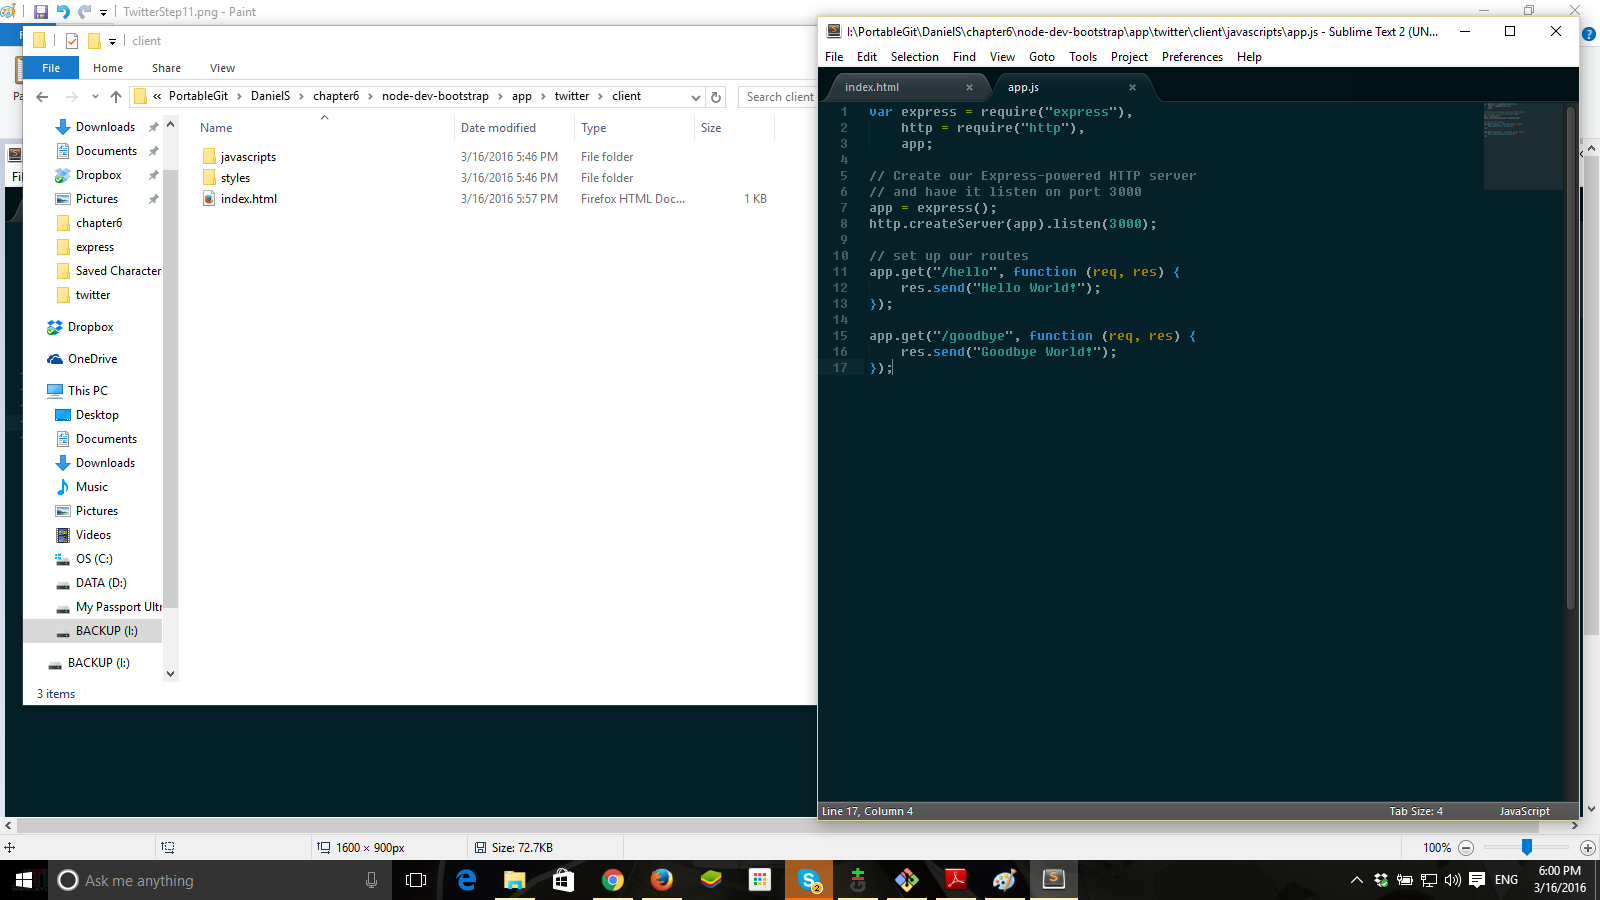 TwitterStep11.png - Paint
client
File Home Share View
« PortableGit DanielS chapter6 node-dev-bootstrap app twitter client
Search client
Name Date modified Type Size
Downloads
Documents
Dropbox
Pictures
chapter6
express
Saved Character
twitter
Dropbox
OneDrive
This PC
Desktop
Documents
Downloads
Music
Pictures
Videos
OS (C:)
DATA (D:)
My Passport Ultr
BACKUP (I:)
BACKUP (I:)
javascripts 3/16/2016 5:46 PM File folder
styles 3/16/2016 5:46 PM File folder
index.html 3/16/2016 5:57 PM Firefox HTML Doc... 1 KB
3 items
I:\PortableGit\DanielS\chapter6\node-dev-bootstrap\app\twitter\client\javascripts\app.js - Sublime Text 2 (UN...
File Edit Selection Find View Goto Tools Project Preferences Help
index.html app.js
1 var express = require("express"),
2 http = require("http"),
3 app;
4
5 // Create our Express-powered HTTP server
6 // and have it listen on port 3000
7 app = express();
8 http.createServer(app).listen(3000);
9
10 // set up our routes
11 app.get("/hello", function (req, res) {
12 res.send("Hello World!");
13 });
14
15 app.get("/goodbye", function (req, res) {
16 res.send("Goodbye World!");
17 });
Line 17, Column 4 Tab Size: 4 JavaScript
1600 × 900px Size: 72.7KB 100%
Ask me anything
2
ENG
6:00 PM
3/16/2016